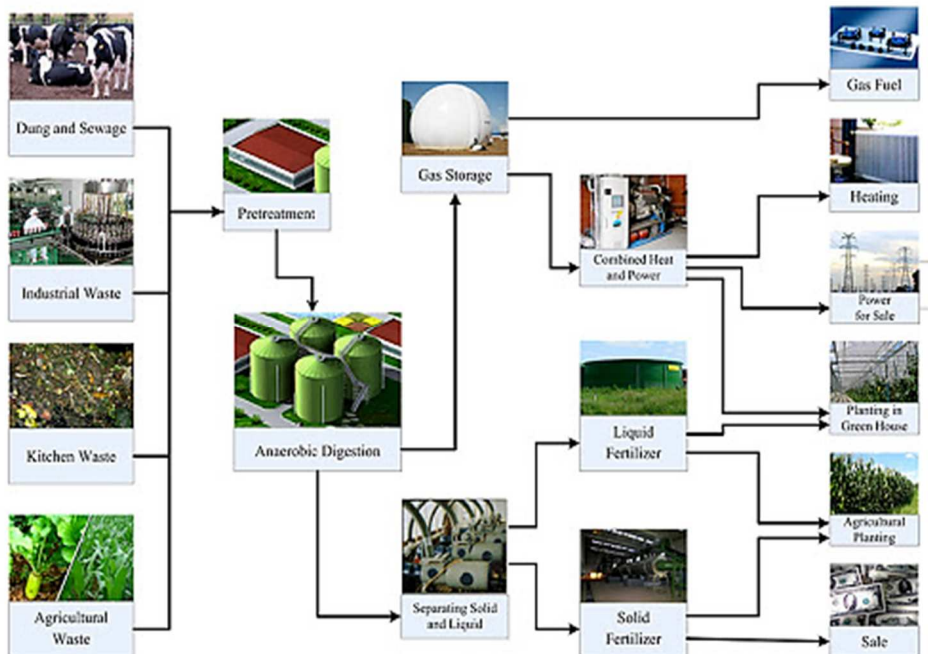 Dung and Sewage
Industrial Waste
Kitchen Waste
Agricultural
Waste
Pretreatment
Anaerobic Digestion
Gas Storage
Separating Solid
and Liquid
Combined Heat
and Power
Liquid
Fertilizer
Solid
Fertilizer
Gas Fuel
Heating
Power
for Sale
Planting in
Green House
Agricultural
Planting
Sale